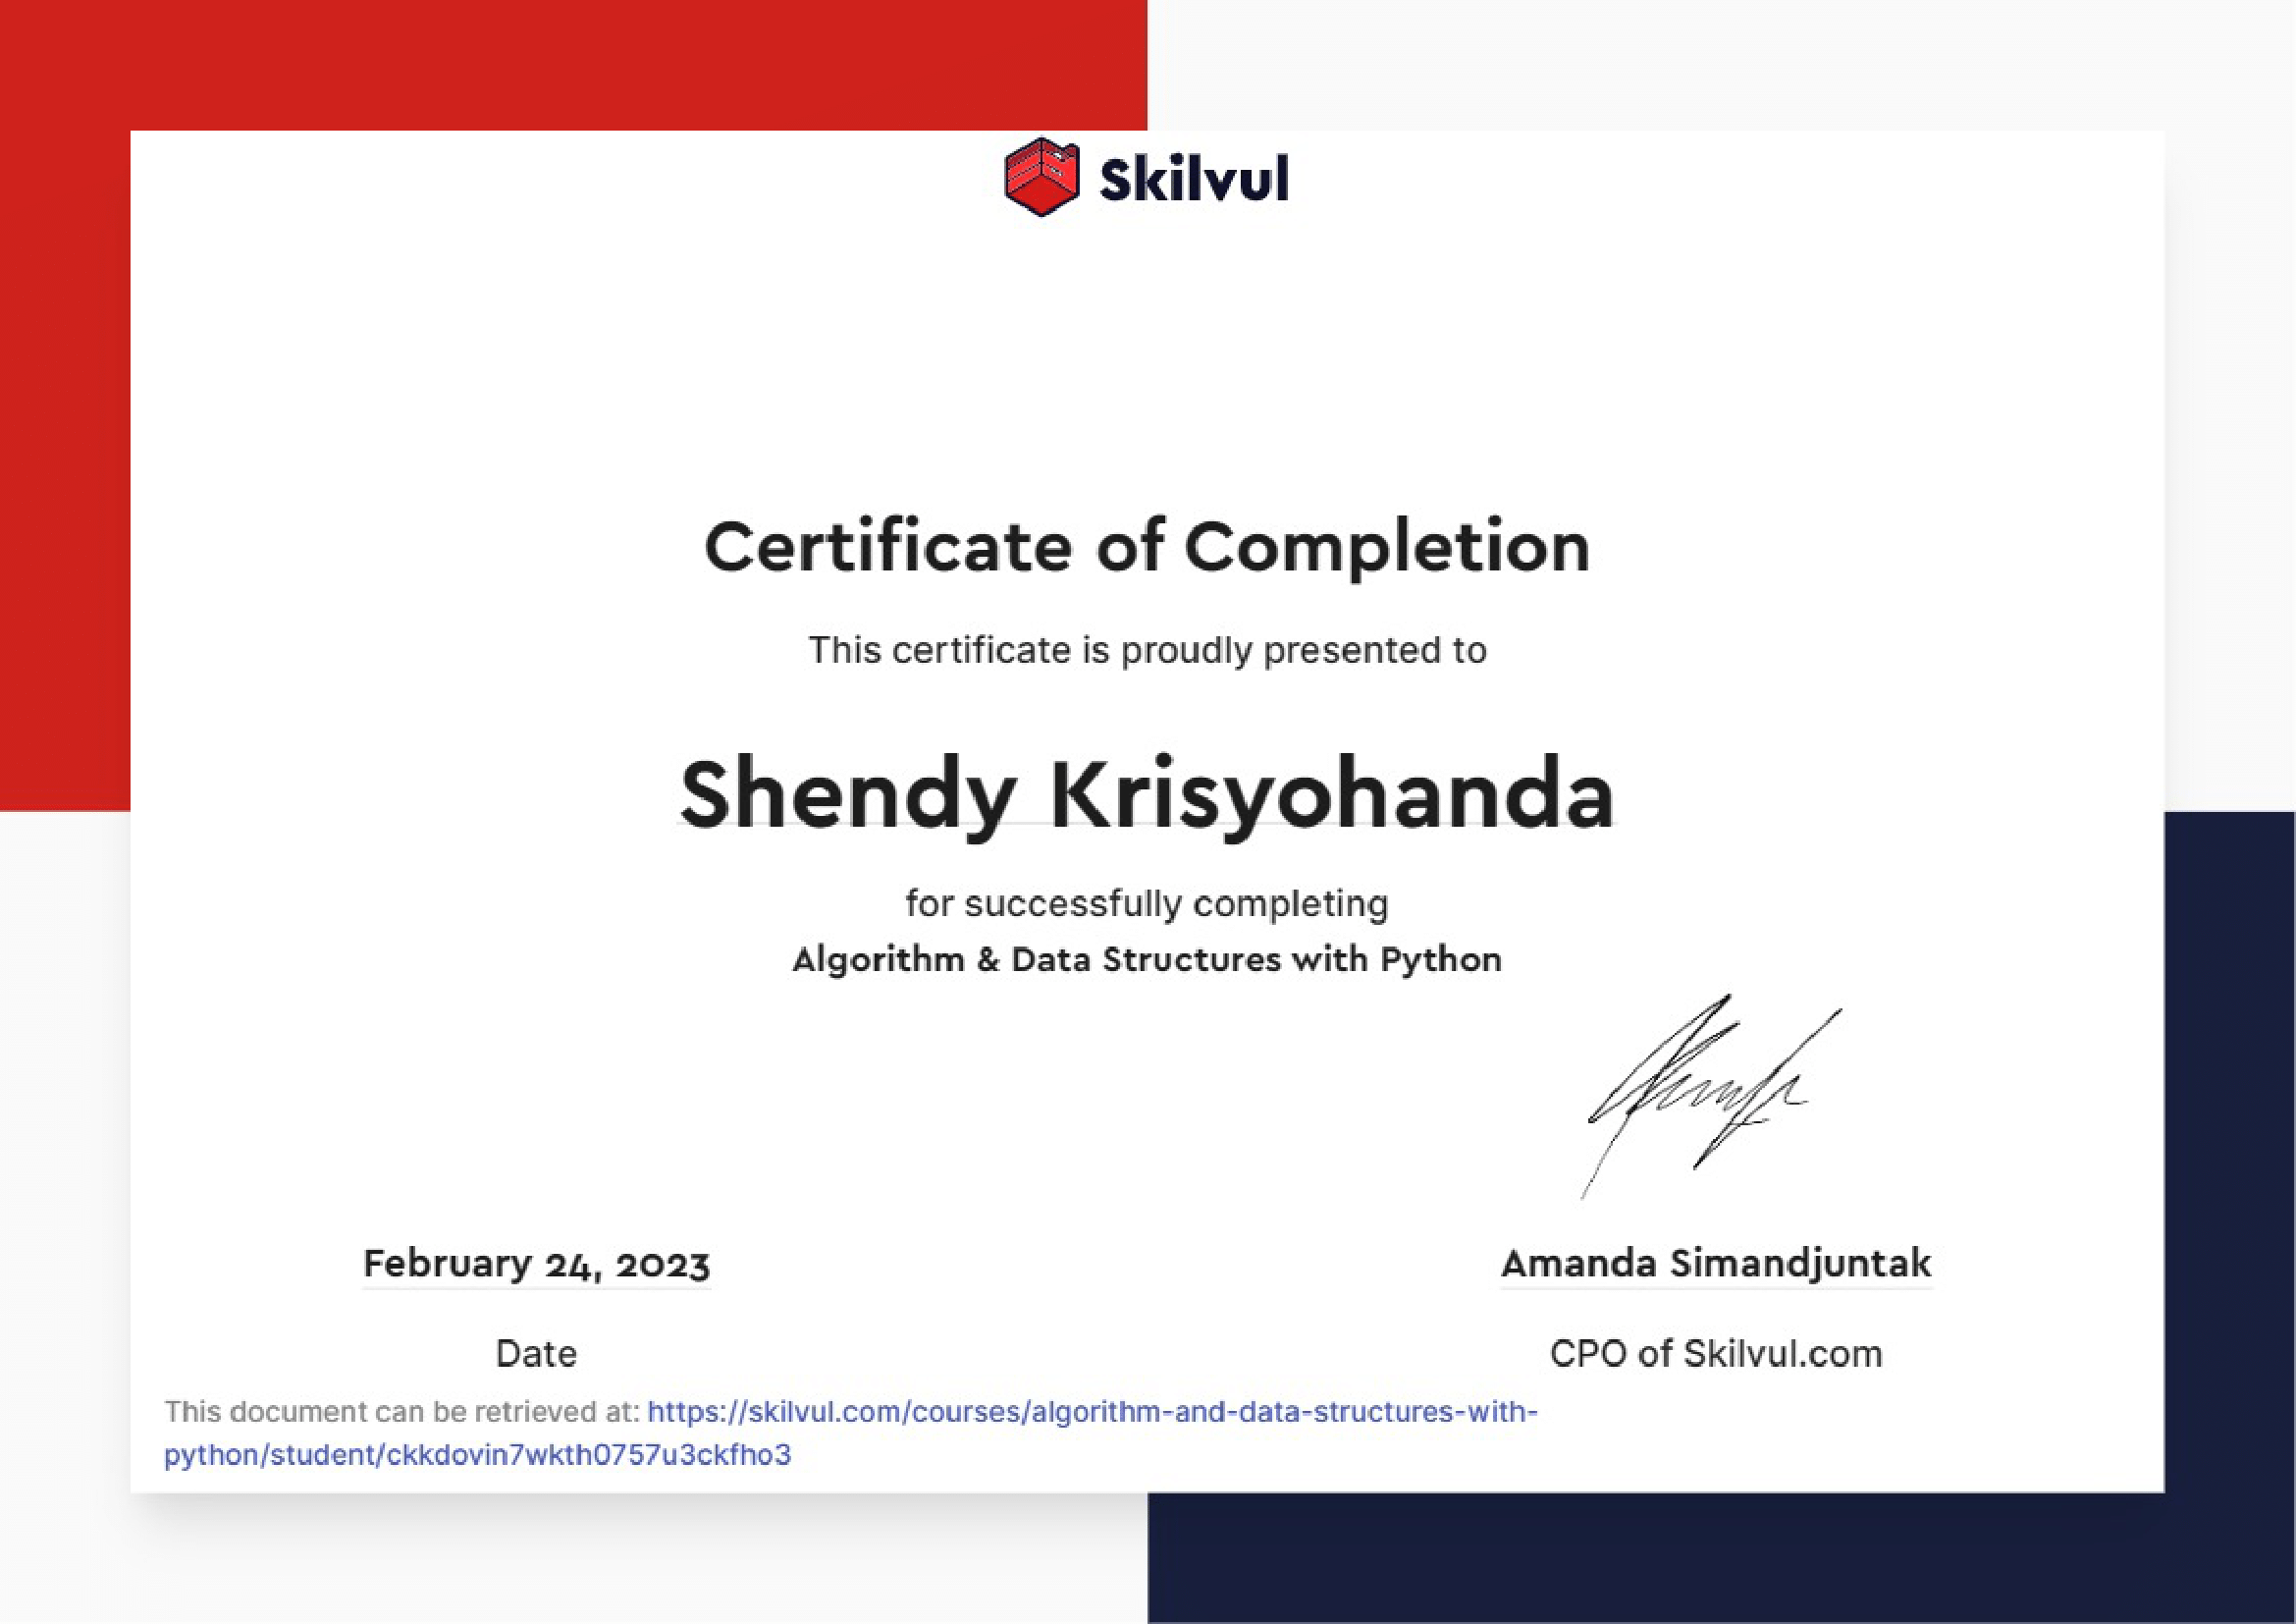 Skilvul
Certificate of Completion
This certificate is proudly presented to
Shendy Krisyohanda
for successfully completing
Algorithm & Data Structures with Python
February 24, 2023
Date
Amanda Simandjuntak
CPO of Skilvul.com
This document can be retrieved at: https://skilvul.com/courses/algorithm-and-data-structures-with-
python/student/ckkdovin7wkth0757u3ckfho3